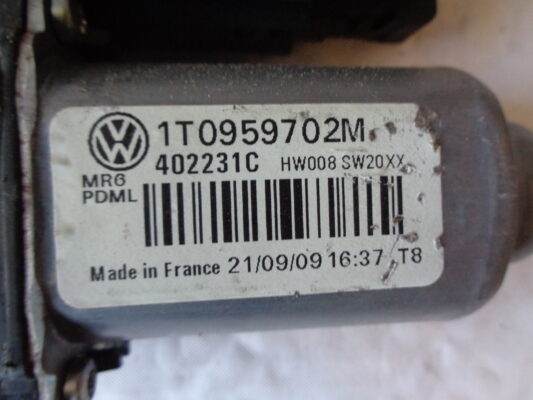 1T0959702M
402231C HW008 SW20XX
MR6
PDML
Made in France 21/09/09 16:37 T8